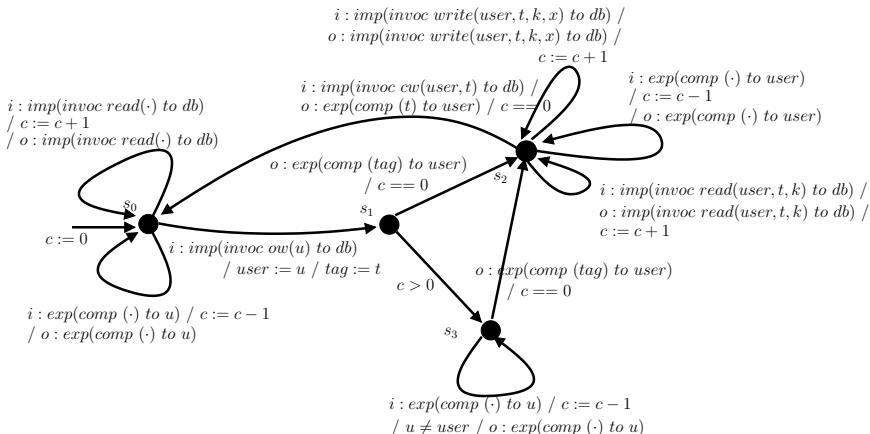 i : imp(invoc write(user, t, k, x) to db) /
o : imp(invoc write(user, t, k, x) to db) /
c := c + 1
i : exp(comp (·) to user)
/ c := c − 1
/ o : exp(comp (·) to user)
i : imp(invoc cw(user, t) to db) /
o : exp(comp (t) to user) / c == 0
i : imp(invoc read(·) to db)
/ c := c + 1
/ o : imp(invoc read(·) to db)
o : exp(comp (tag) to user)
/ c == 0
s2
i : imp(invoc read(user, t, k) to db) /
o : imp(invoc read(user, t, k) to db) /
c := c + 1
s0
s1
c := 0
i : imp(invoc ow(u) to db)
/ user := u / tag := t
o : exp(comp (tag) to user)
/ c == 0
c > 0
i : exp(comp (·) to u) / c := c − 1
/ o : exp(comp (·) to u)
s3
i : exp(comp (·) to u) / c := c − 1
/ u ≠ user / o : exp(comp (·) to u)